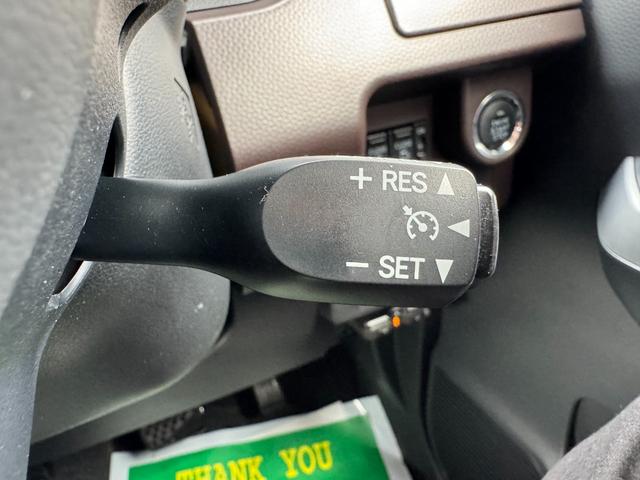 + RES ▲
◀
− SET ▼
THANK YOU